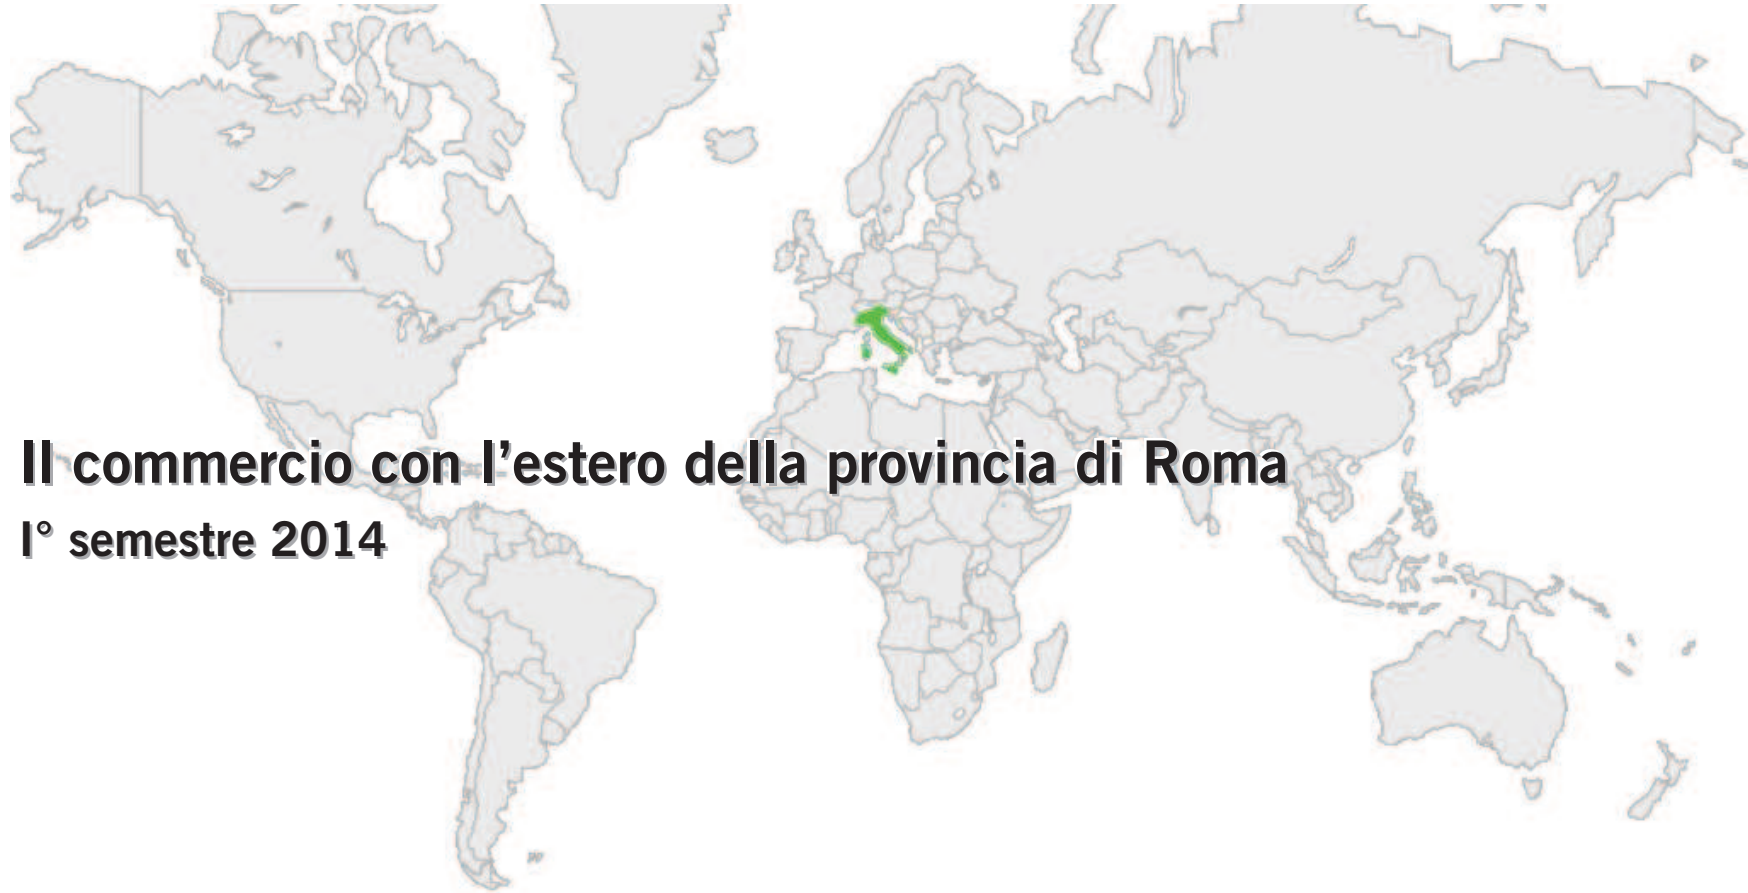 Il commercio con l’estero della provincia di Roma
I° semestre 2014